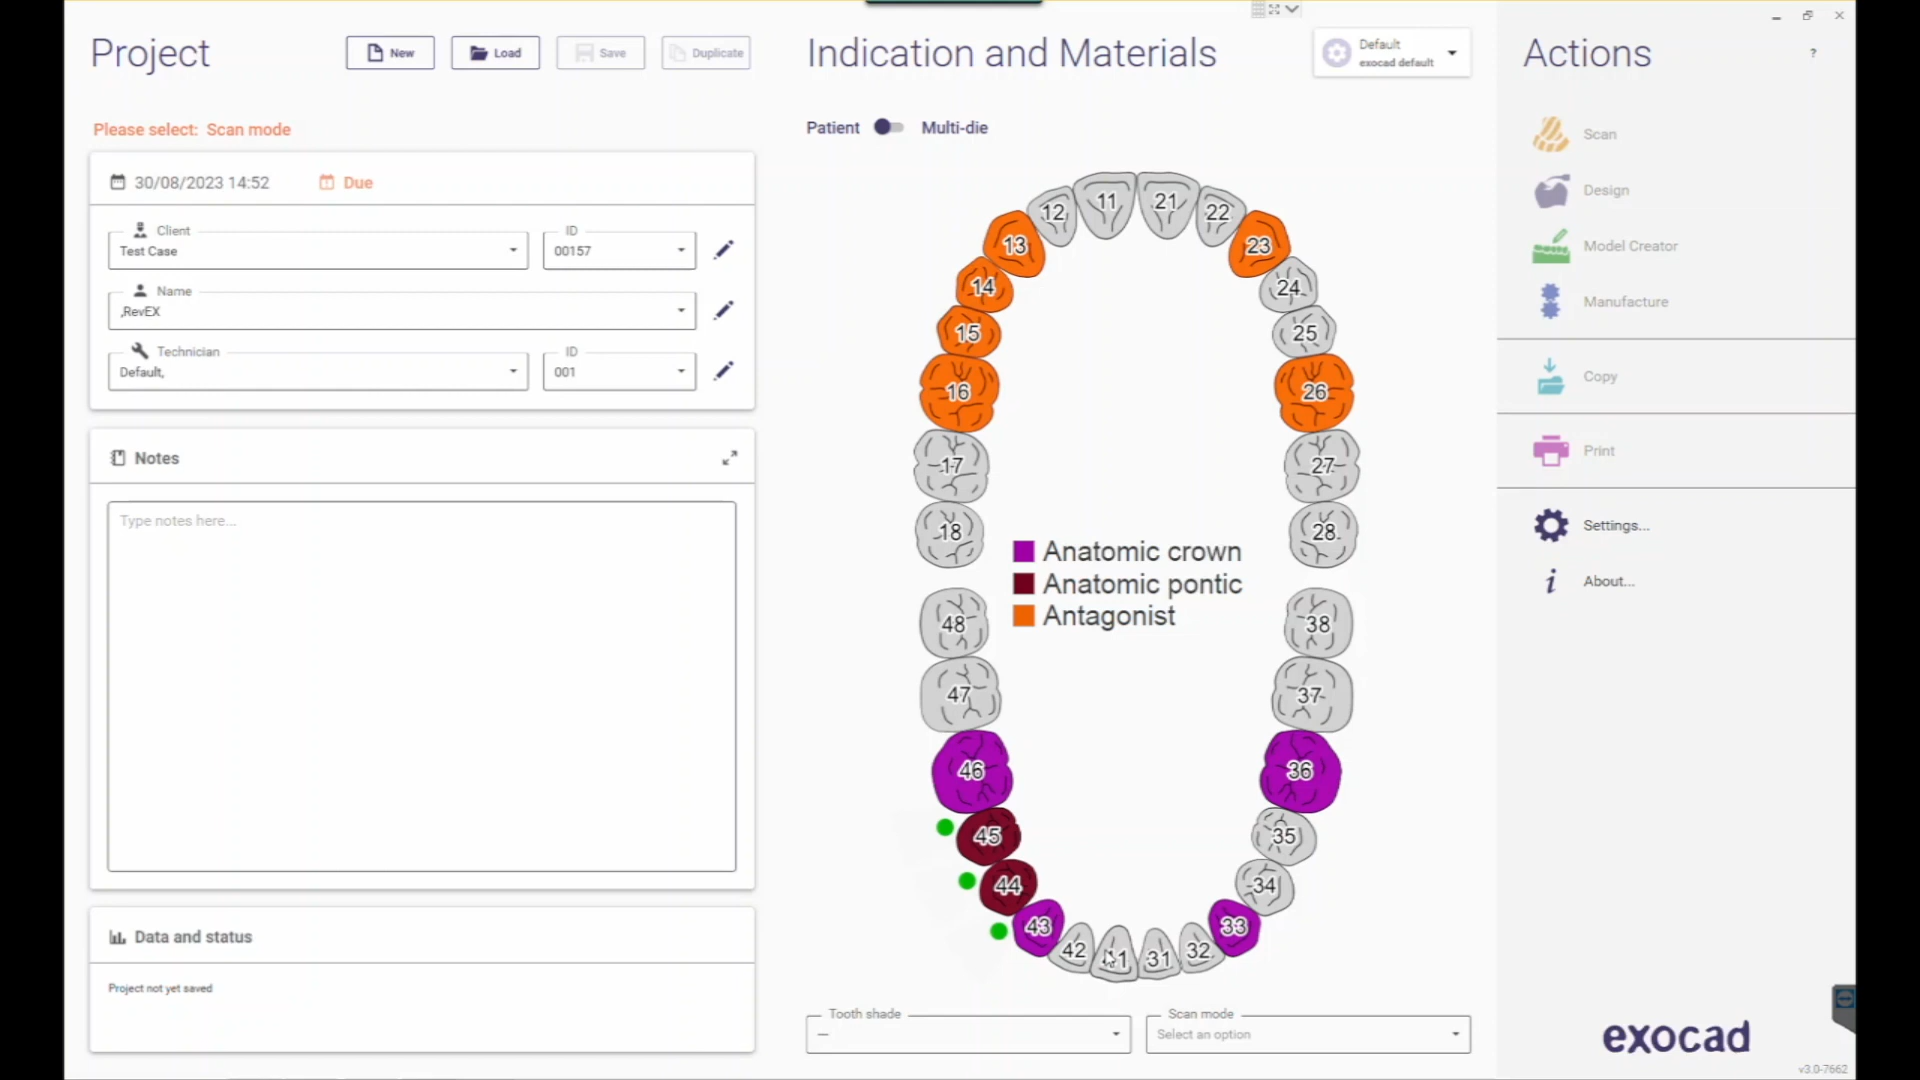 Project
New
Load
Save
Duplicate
Please select: Scan mode
30/08/2023 14:52
Due
Client
Test Case
ID
00157
Name
,RevEX
Technician
Default,
ID
001
Notes
Type notes here...
Data and status
Project not yet saved
Indication and Materials
Default
exocad default
Patient
Multi-die
11
21
12
22
13
23
14
24
15
25
16
26
17
27
18
28
Anatomic crown
Anatomic pontic
Antagonist
48
38
47
37
46
36
45
35
44
34
43
33
42
32
31
Tooth shade
—
Scan mode
Select an option
Actions
?
Scan
Design
Model Creator
Manufacture
Copy
Print
Settings...
About...
exocad
v3.0-7662